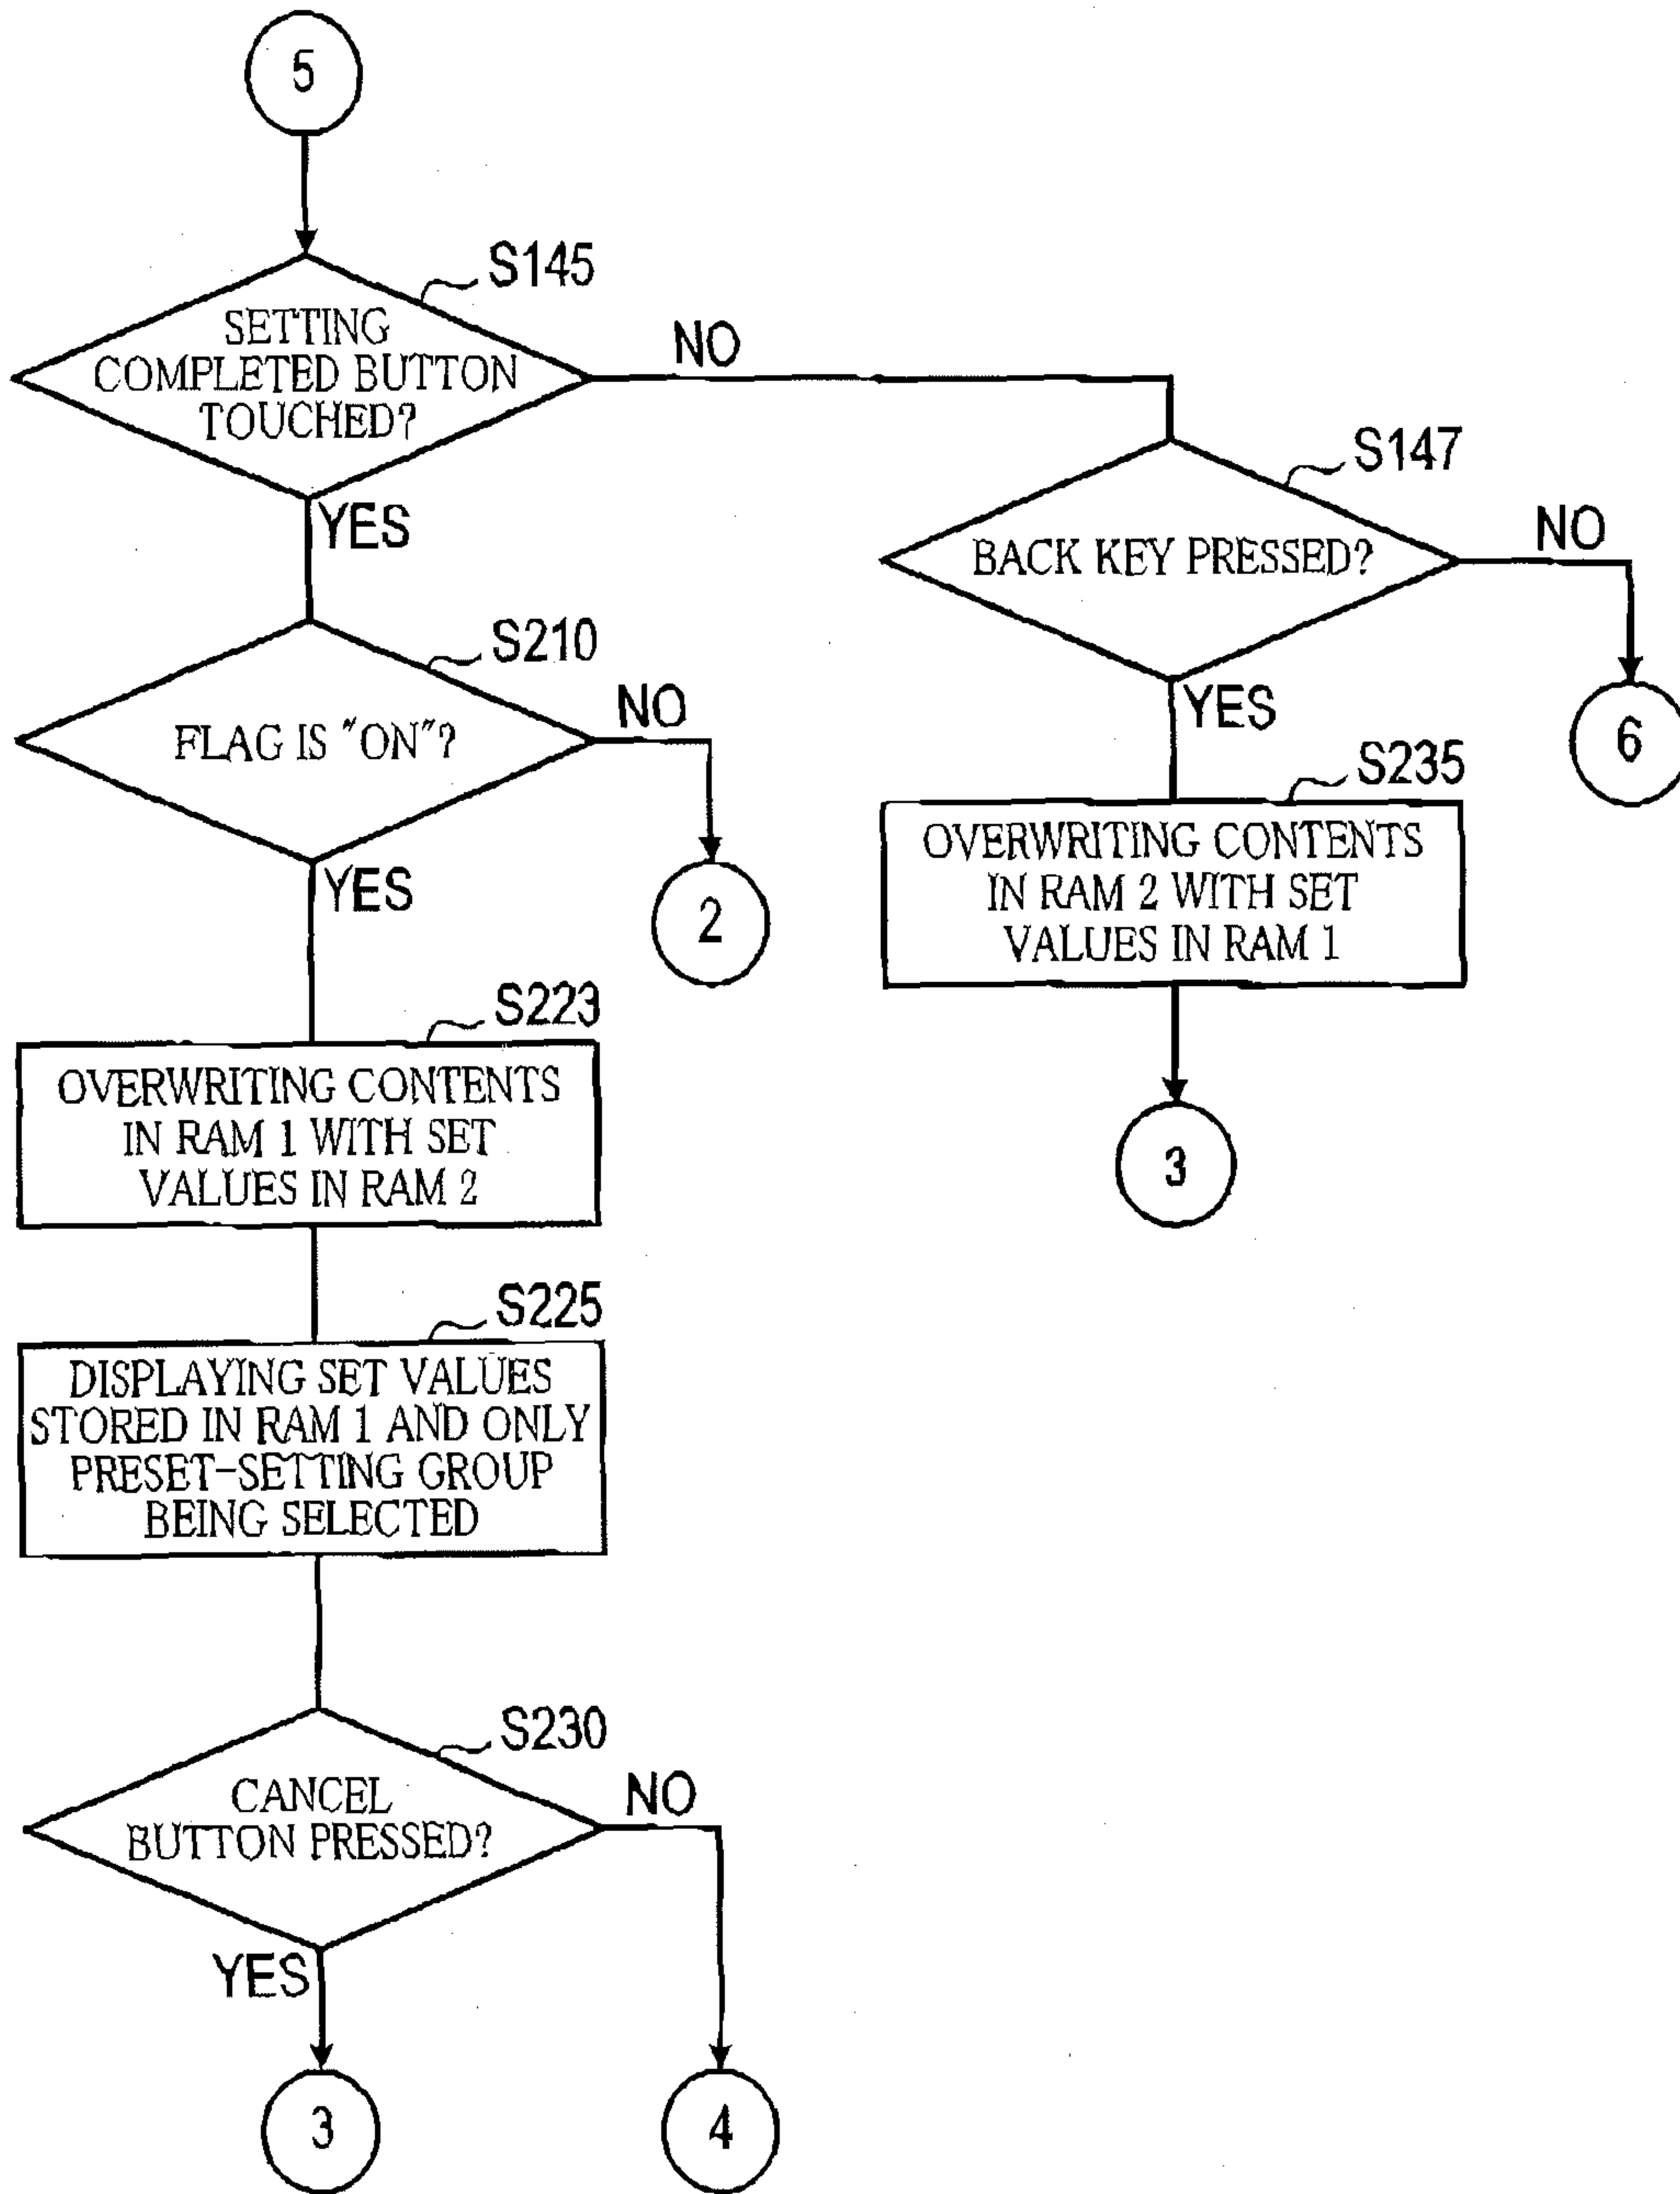 5
S145
SETTING
COMPLETED BUTTON
TOUCHED?
NO
YES
S147
BACK KEY PRESSED?
NO
6
YES
S210
FLAG IS "ON"?
NO
2
YES
S235
OVERWRITING CONTENTS
IN RAM 2 WITH SET
VALUES IN RAM 1
3
S223
OVERWRITING CONTENTS
IN RAM 1 WITH SET
VALUES IN RAM 2
S225
DISPLAYING SET VALUES
STORED IN RAM 1 AND ONLY
PRESET-SETTING GROUP
BEING SELECTED
S230
CANCEL
BUTTON PRESSED?
NO
YES
3
4